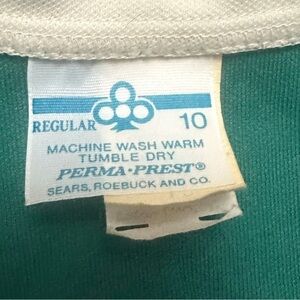 REGULAR 10
MACHINE WASH WARM
TUMBLE DRY
PERMA·PREST®
SEARS, ROEBUCK AND CO.